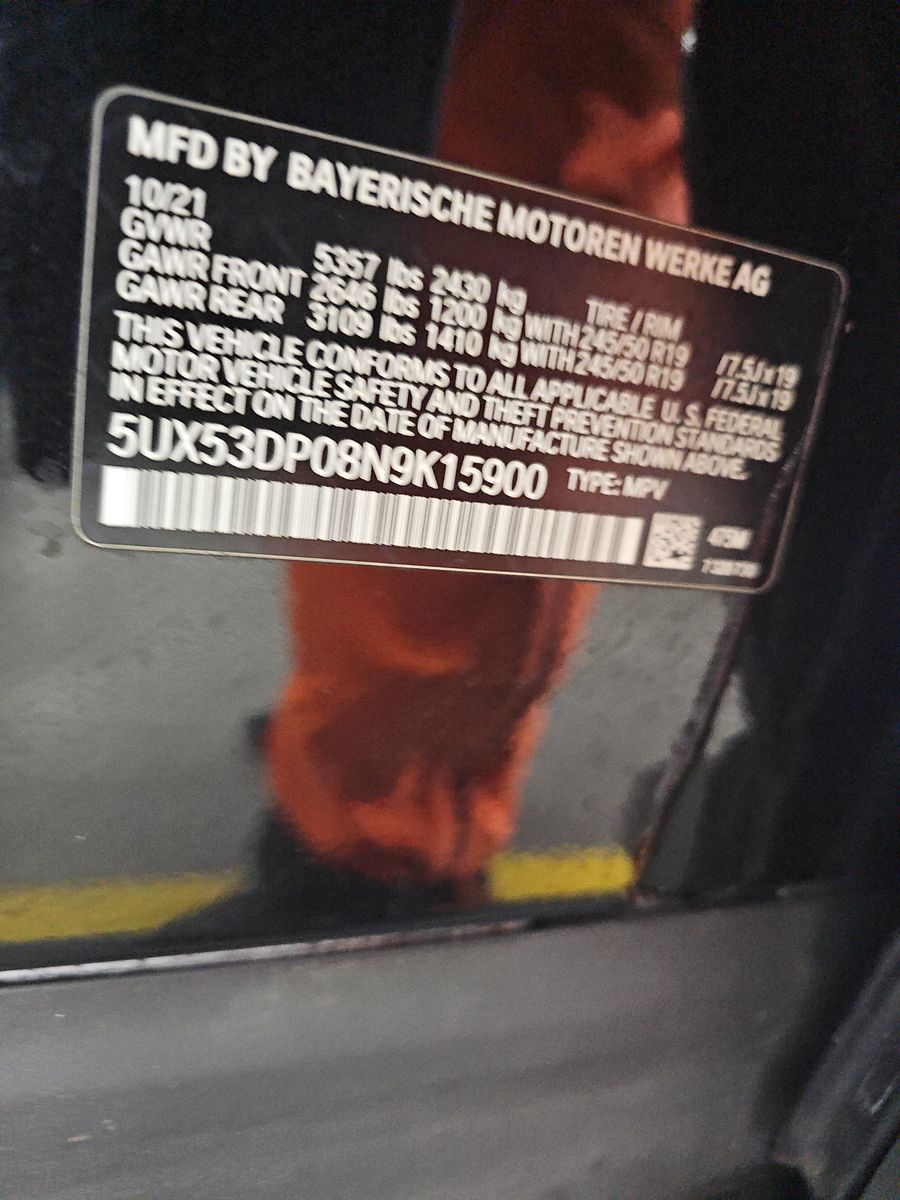 MFD BY BAYERISCHE MOTOREN WERKE AG
10/21
GVWR 5357 lbs 2430 kg TIRE / RIM
GAWR FRONT 2646 lbs 1200 kg WITH 245/50 R19 /7.5Jx19
GAWR REAR 3109 lbs 1410 kg WITH 245/50 R19 /7.5Jx19
THIS VEHICLE CONFORMS TO ALL APPLICABLE U.S. FEDERAL
MOTOR VEHICLE SAFETY AND THEFT PREVENTION STANDARDS
IN EFFECT ON THE DATE OF MANUFACTURE SHOWN ABOVE.
5UX53DP08N9K15900 TYPE: MPV